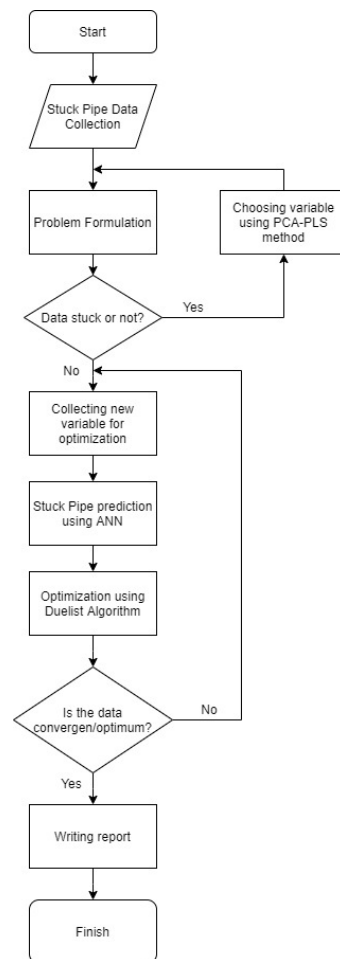 Start
Stuck Pipe Data
Collection
Problem Formulation
Choosing variable
using PCA-PLS
method
Data stuck or not?
Yes
No
Collecting new
variable for
optimization
Stuck Pipe prediction
using ANN
Optimization using
Duelist Algorithm
Is the data
convergen/optimum?
No
Yes
Writing report
Finish